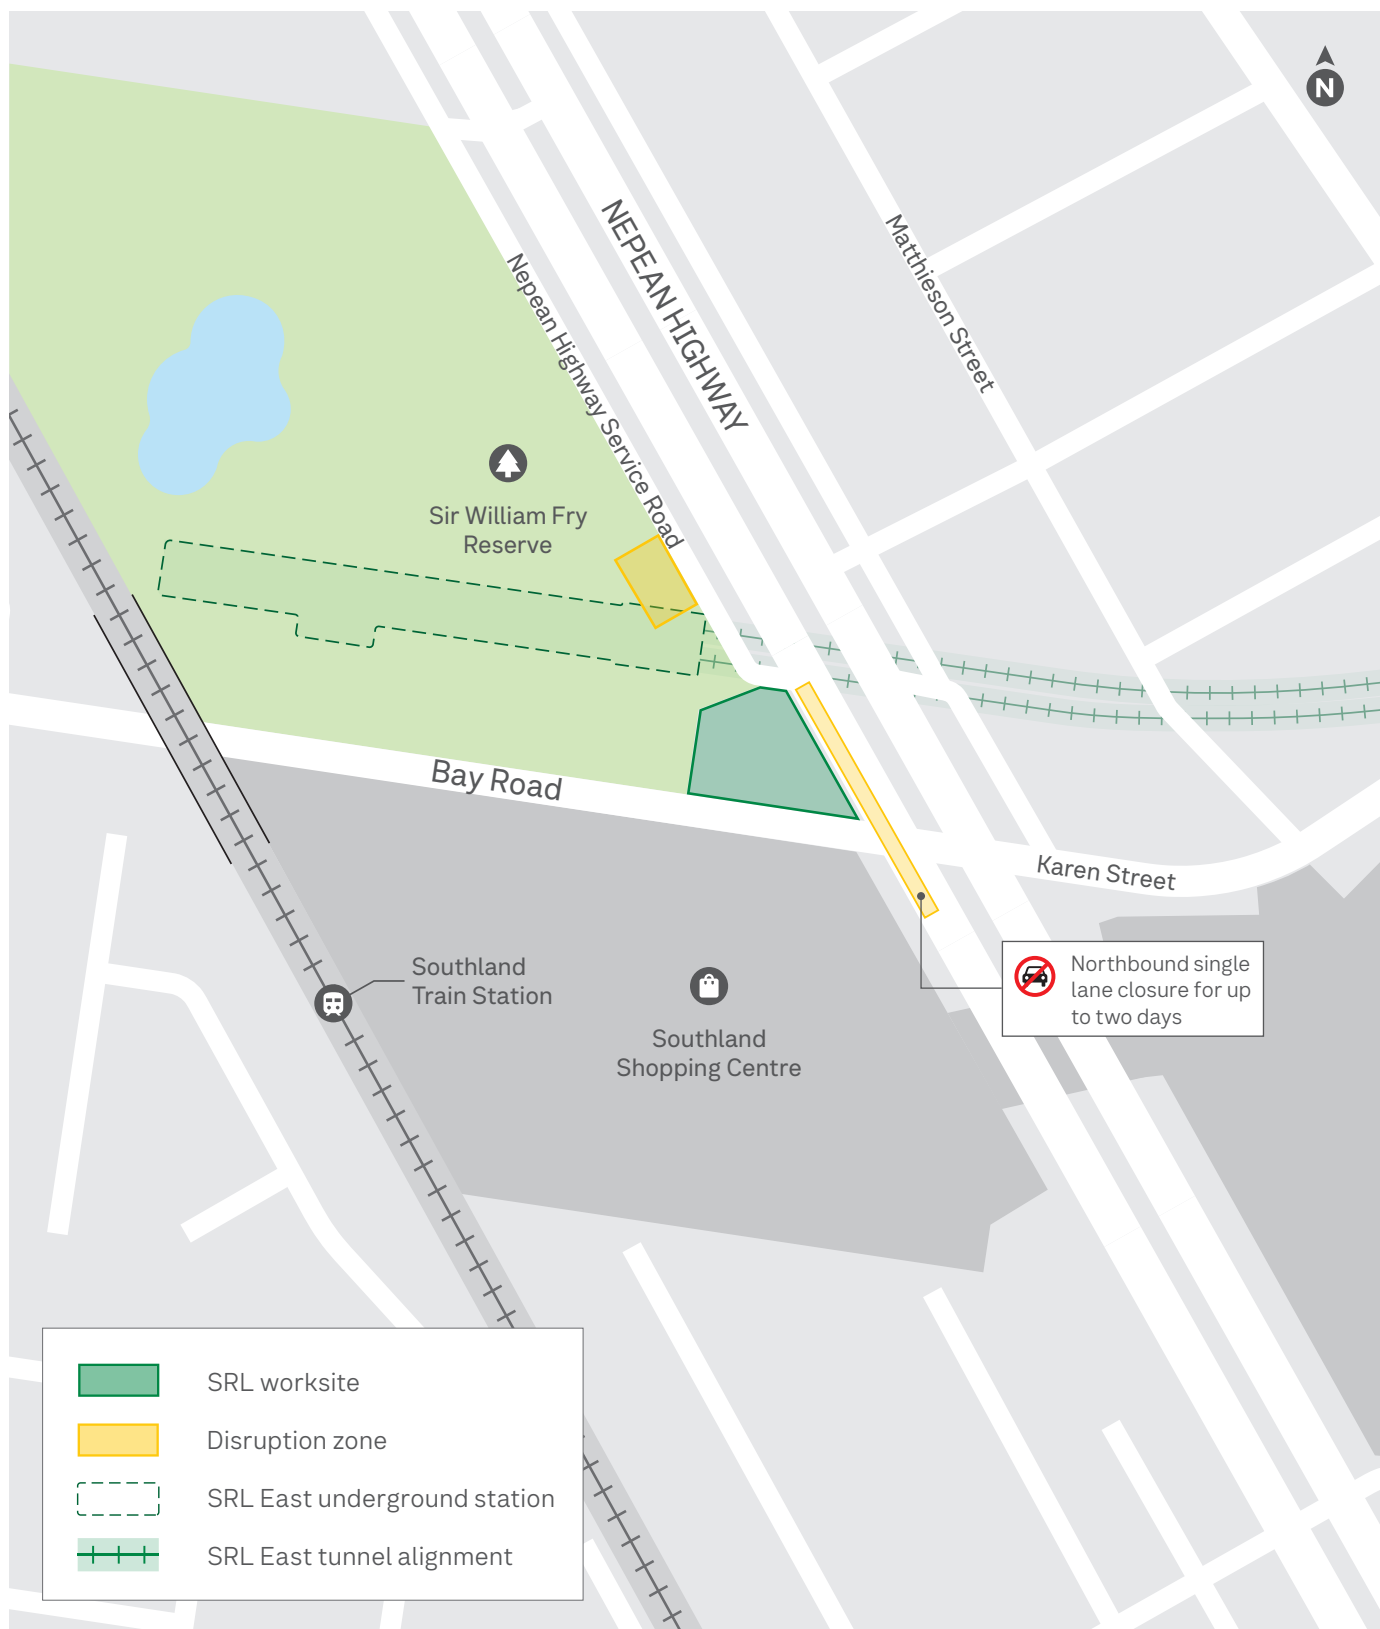 N
NEPEAN HIGHWAY
Matthieson Street
Nepean Highway Service Road
Sir William Fry
Reserve
Bay Road
Karen Street
Southland
Train Station
Southland
Shopping Centre
Northbound single
lane closure for up
to two days
SRL worksite
Disruption zone
SRL East underground station
SRL East tunnel alignment